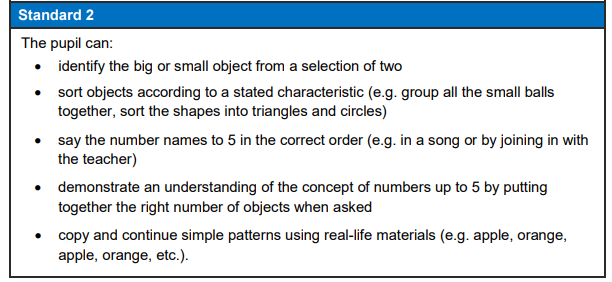 Standard 2
The pupil can:
• identify the big or small object from a selection of two
• sort objects according to a stated characteristic (e.g. group all the small balls
together, sort the shapes into triangles and circles)
• say the number names to 5 in the correct order (e.g. in a song or by joining in with
the teacher)
• demonstrate an understanding of the concept of numbers up to 5 by putting
together the right number of objects when asked
• copy and continue simple patterns using real-life materials (e.g. apple, orange,
apple, orange, etc.).